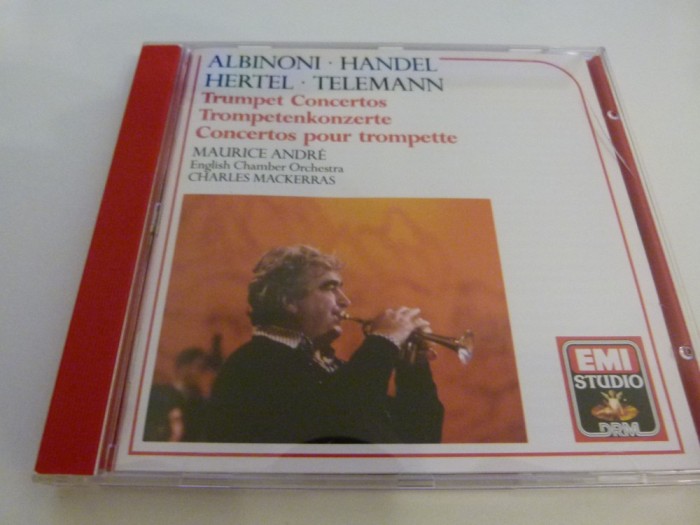 ALBINONI · HANDEL
HERTEL · TELEMANN
Trumpet Concertos
Trompetenkonzerte
Concertos pour trompette
MAURICE ANDRÉ
English Chamber Orchestra
CHARLES MACKERRAS
EMI
STUDIO
DRM